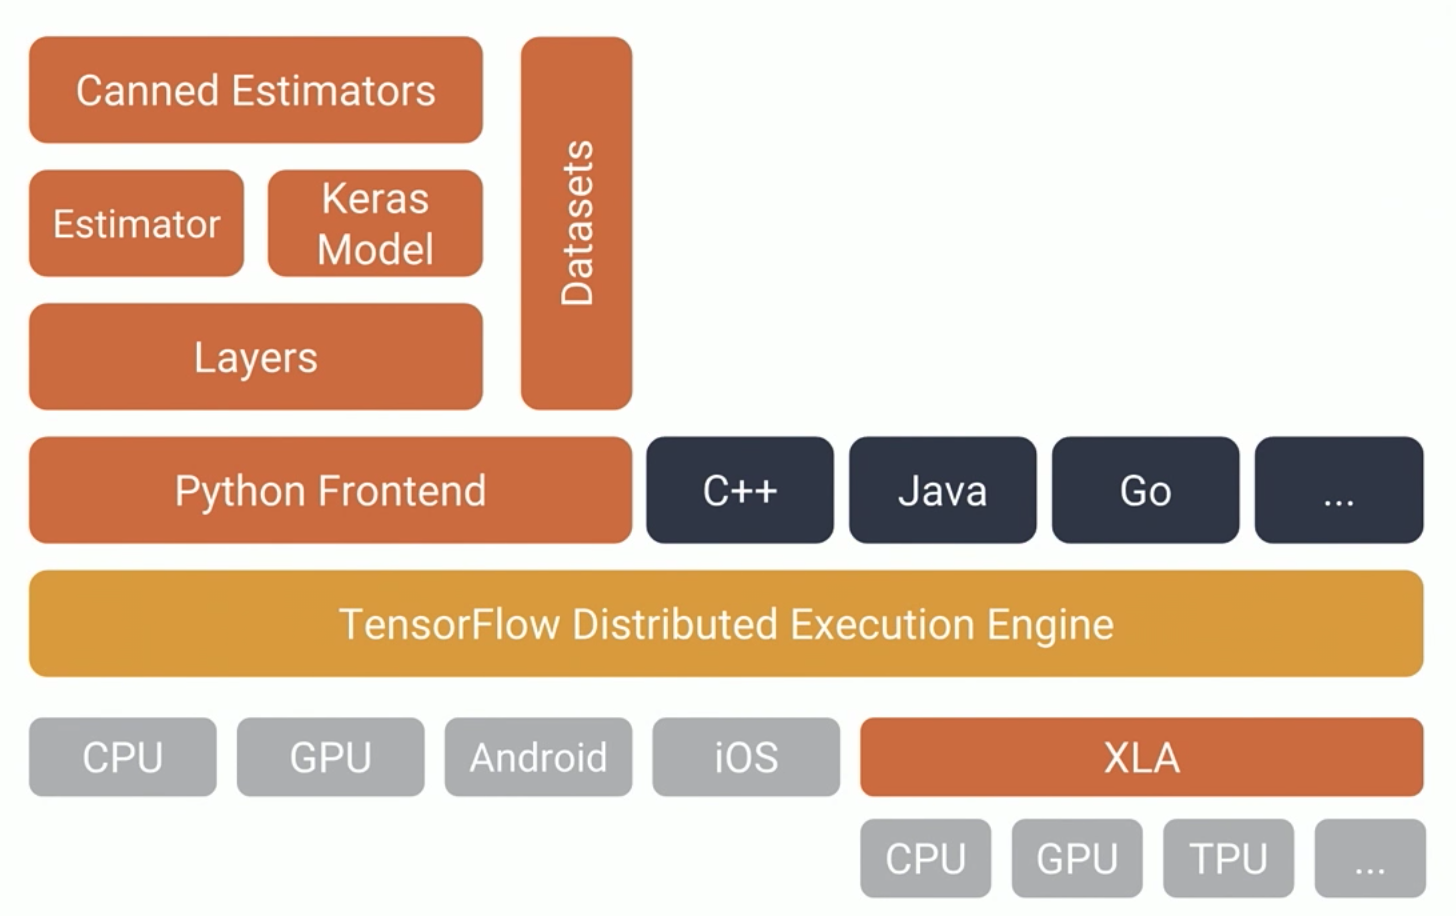 Canned Estimators
Datasets
Estimator
Keras
Model
Layers
Python Frontend
C++
Java
Go
...
TensorFlow Distributed Execution Engine
CPU
GPU
Android
iOS
XLA
CPU
GPU
TPU
...